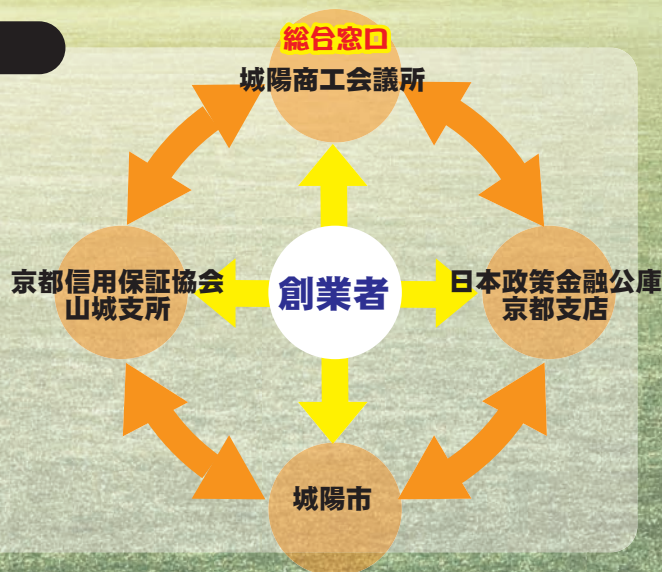 総合窓口
城陽商工会議所
京都信用保証協会
山城支所
創業者
日本政策金融公庫
京都支店
城陽市